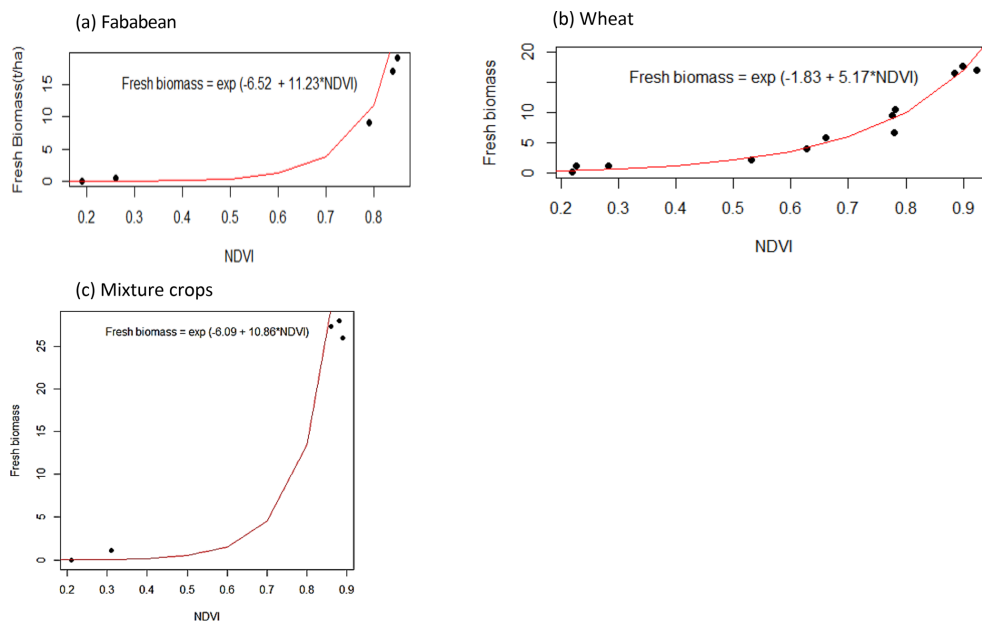 (a) Fababean
Fresh Biomass(t/ha)
15
10
5
0
Fresh biomass = exp (-6.52 + 11.23*NDVI)
0.2 0.3 0.4 0.5 0.6 0.7 0.8
NDVI
(b) Wheat
Fresh biomass
20
15
10
5
0
Fresh biomass = exp (-1.83 + 5.17*NDVI)
0.2 0.3 0.4 0.5 0.6 0.7 0.8 0.9
NDVI
(c) Mixture crops
Fresh biomass
25
20
15
10
5
0
Fresh biomass = exp (-6.09 + 10.86*NDVI)
0.2 0.3 0.4 0.5 0.6 0.7 0.8 0.9
NDVI